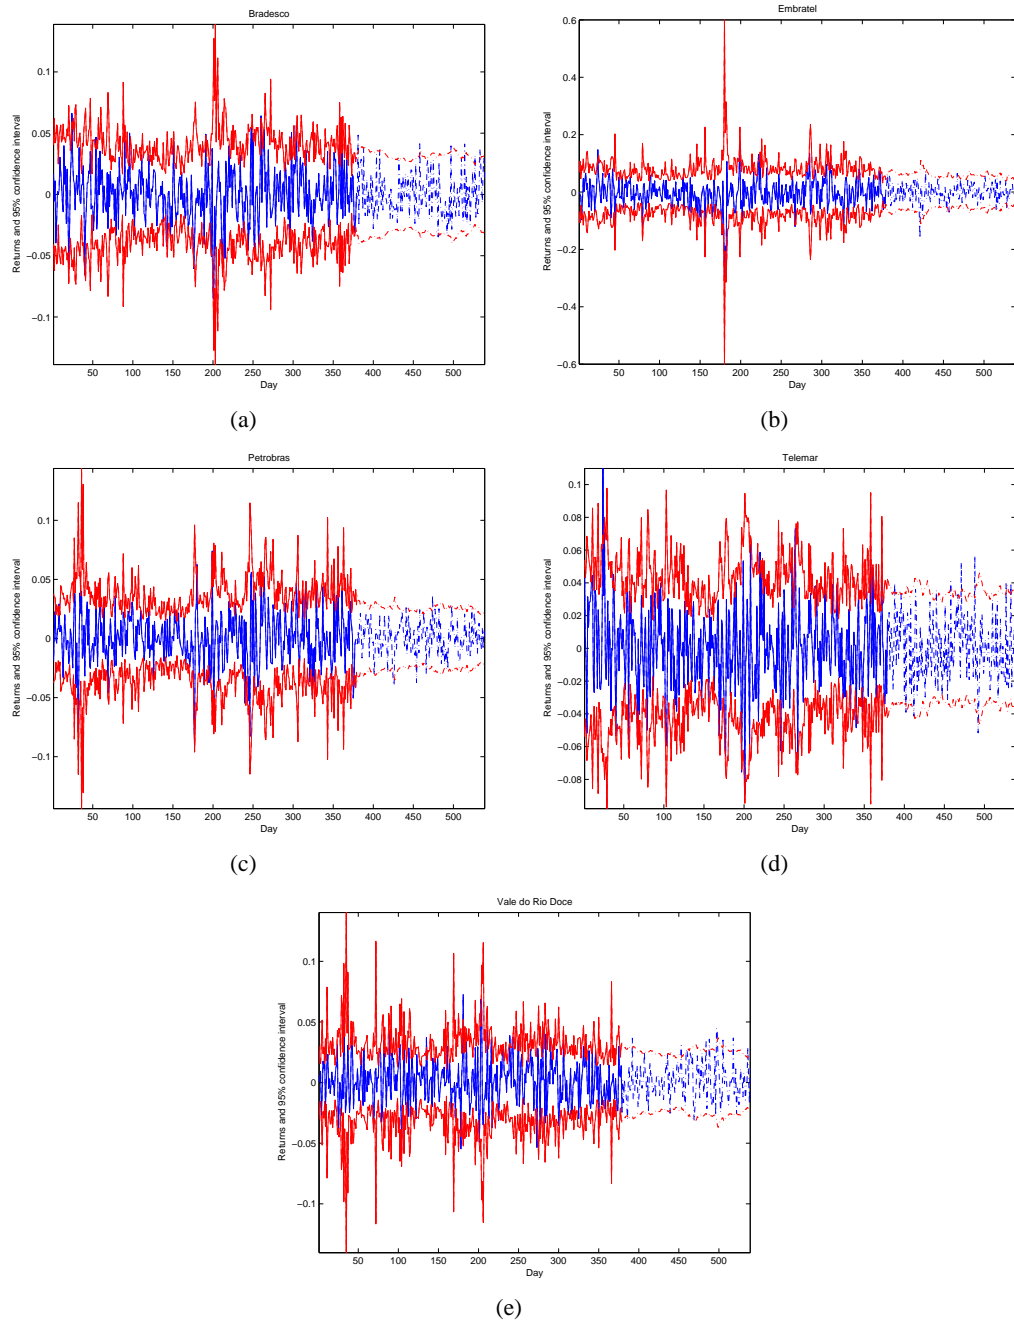 Bradesco
Returns and 95% confidence interval
0.1
0.05
0
−0.05
−0.1
50 100 150 200 250 300 350 400 450 500
Day
(a)
Embratel
Returns and 95% confidence interval
0.6
0.4
0.2
0
−0.2
−0.4
−0.6
50 100 150 200 250 300 350 400 450 500
Day
(b)
Petrobras
Returns and 95% confidence interval
0.1
0.05
0
−0.05
−0.1
50 100 150 200 250 300 350 400 450 500
Day
(c)
Telemar
Returns and 95% confidence interval
0.1
0.08
0.06
0.04
0.02
0
−0.02
−0.04
−0.06
−0.08
50 100 150 200 250 300 350 400 450 500
Day
(d)
Vale do Rio Doce
Returns and 95% confidence interval
0.1
0.05
0
−0.05
−0.1
50 100 150 200 250 300 350 400 450 500
Day
(e)